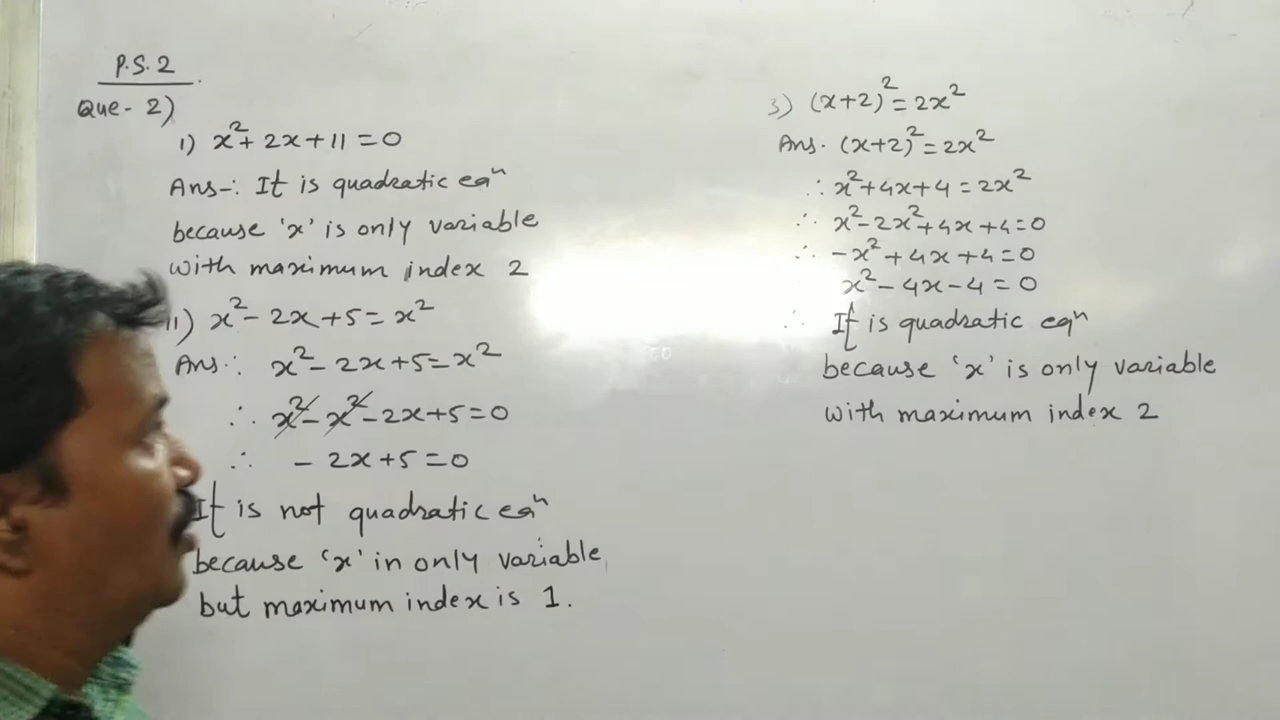 P.S.2
Que - 2)
1) x²+ 2x+11 =0
Ans-: It is quadratic eqⁿ
because 'x' is only variable
with maximum index 2
11) x²- 2x+5= x²
Ans∴ x²- 2x+5=x²
∴ x²- x²-2x+5=0
∴ - 2x+5 =0
It is not quadratic eqⁿ
because 'x' in only variable
but maximum index is 1.
3) (x+2)²=2x²
Ans. (x+2)²=2x²
∴ x²+4x+4 =2x²
∴ x²-2x²+4x+4=0
∴ -x²+4x+4=0
x²- 4x-4 = 0
∴ It is quadratic eqⁿ
because 'x' is only variable
with maximum index 2